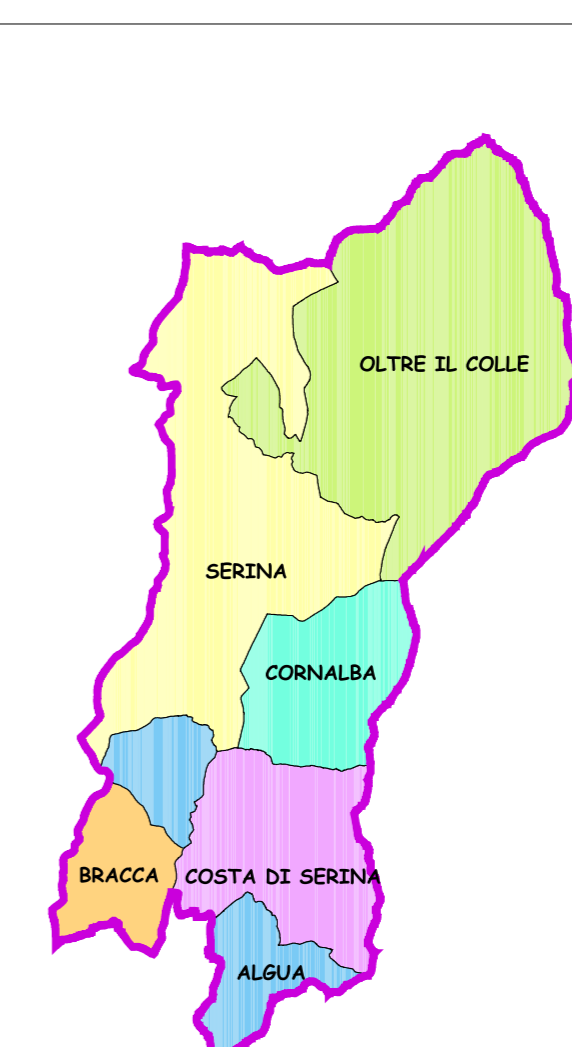 OLTRE IL COLLE
SERINA
CORNALBA
BRACCA
COSTA DI SERINA
ALGUA